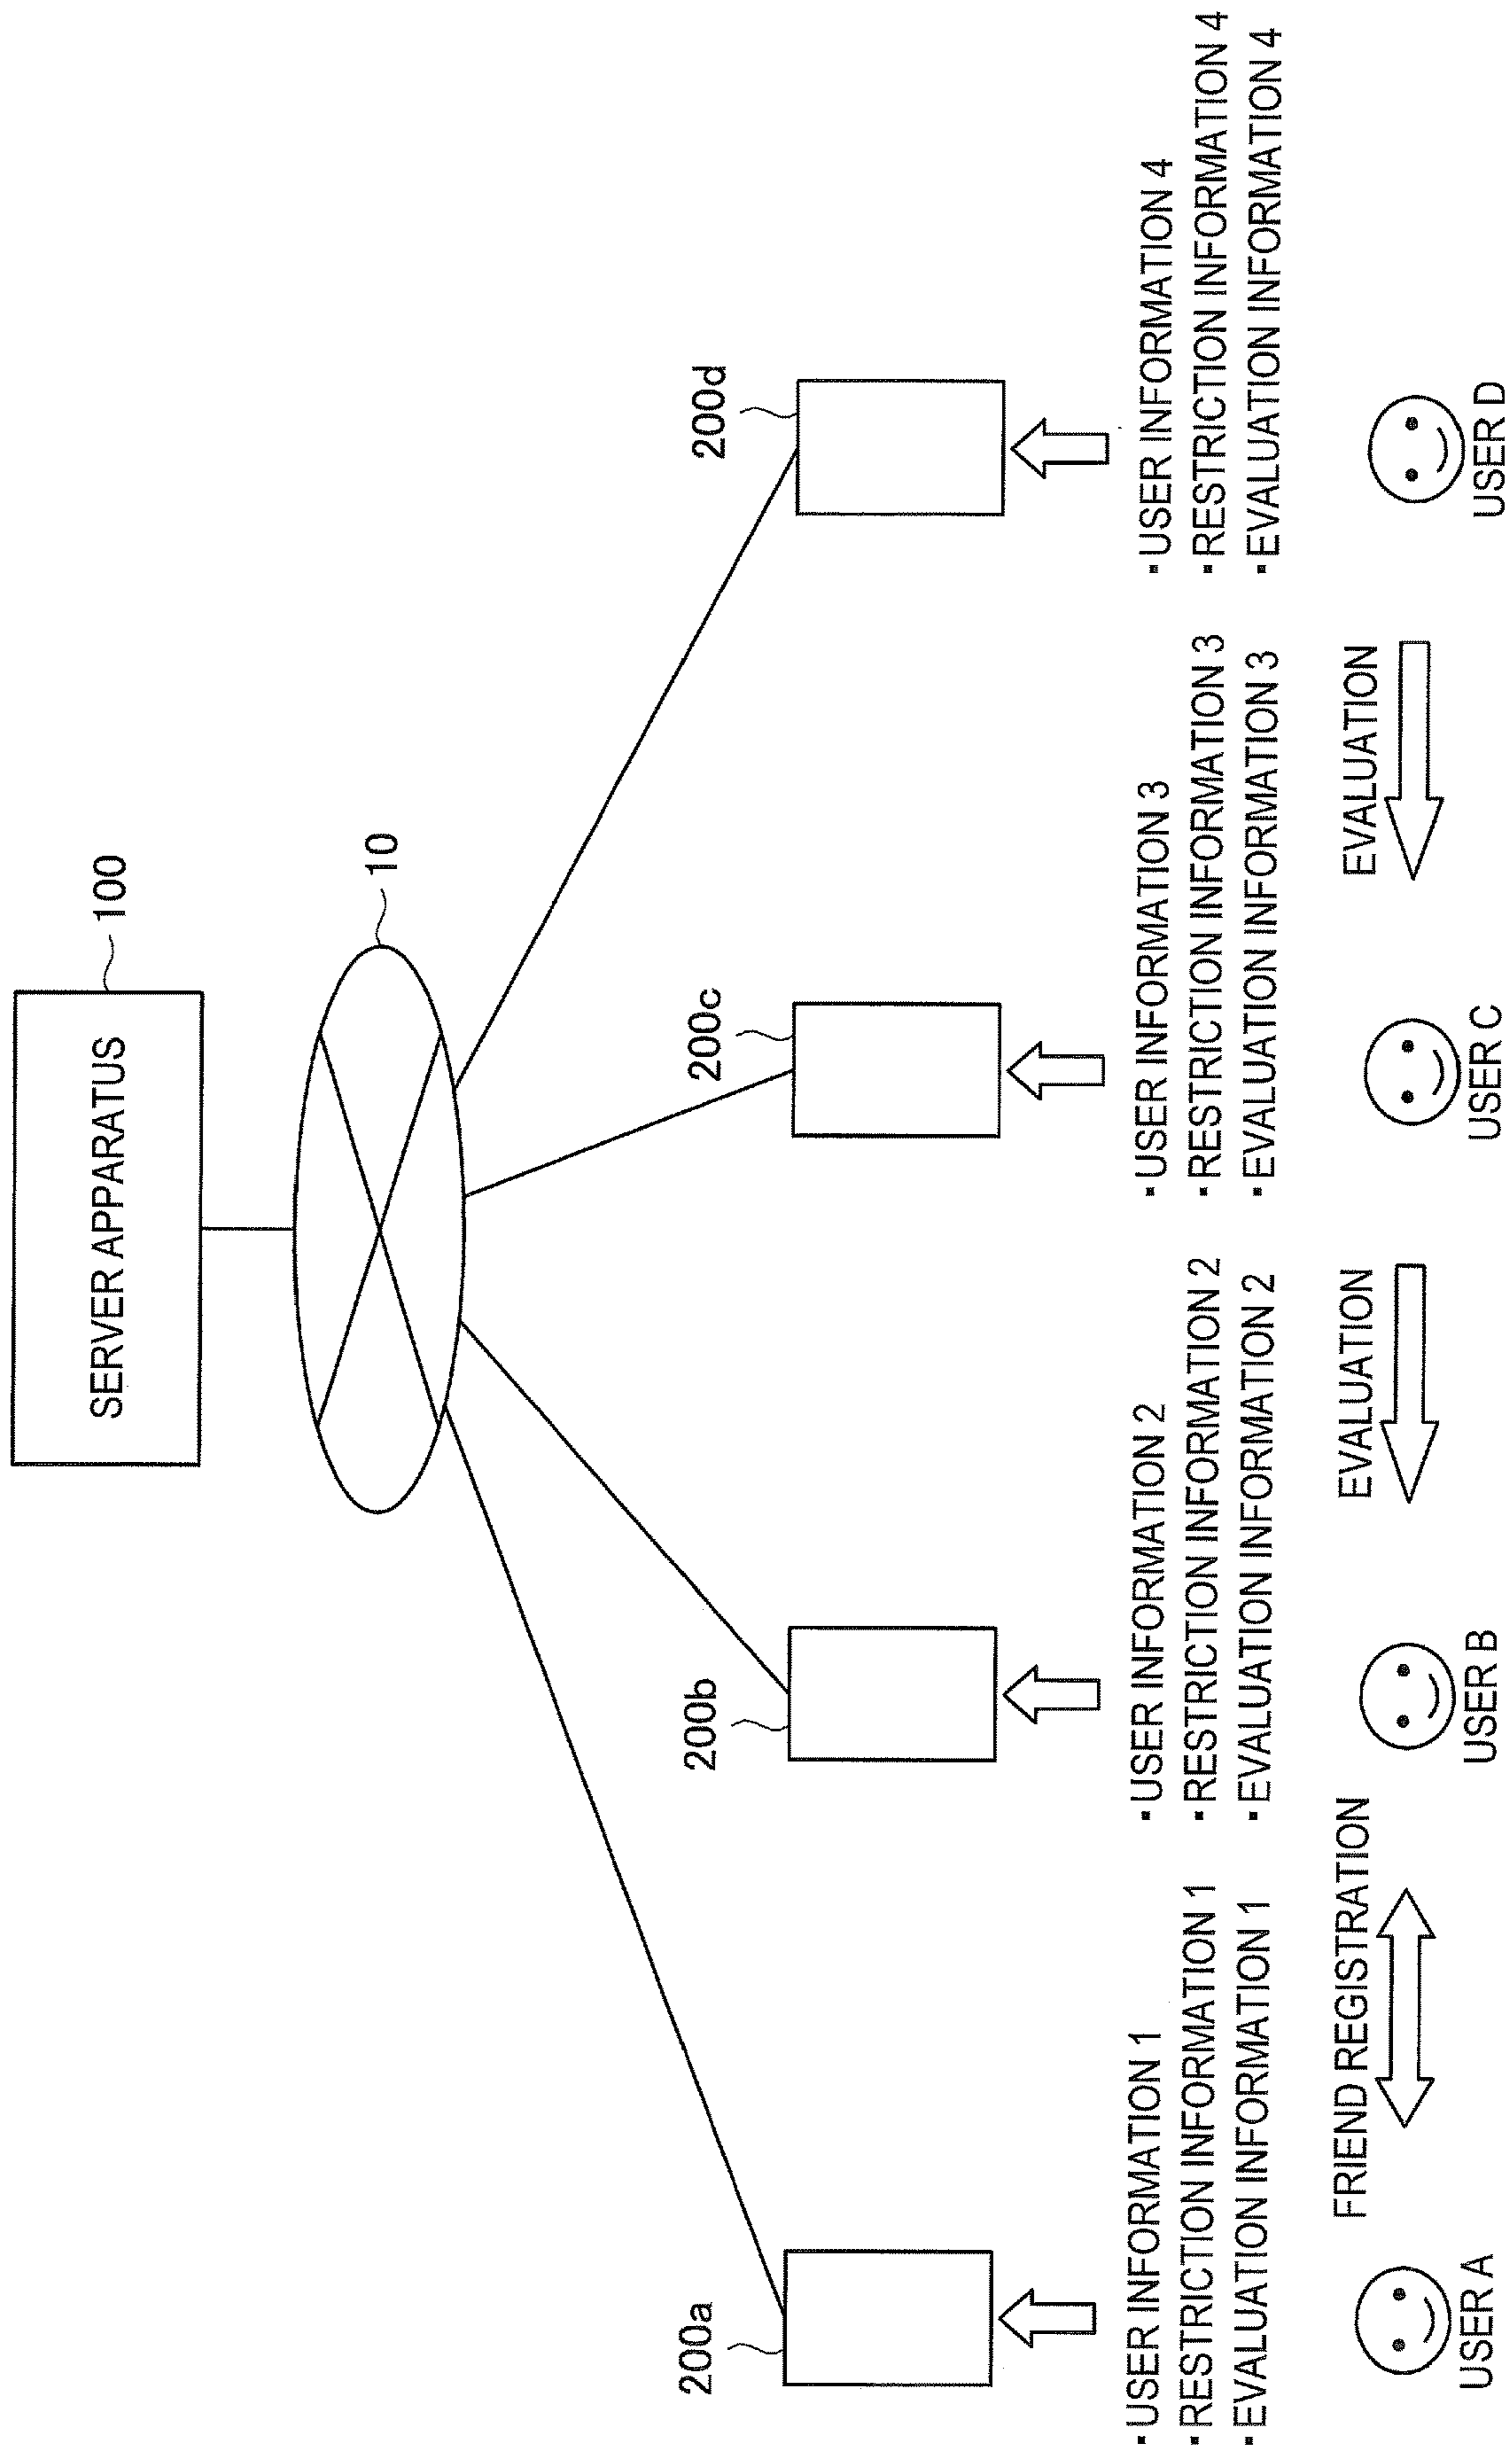 SERVER APPARATUS
100
10
200a
200b
200c
200d
▪USER INFORMATION 1
▪RESTRICTION INFORMATION 1
▪EVALUATION INFORMATION 1
▪USER INFORMATION 2
▪RESTRICTION INFORMATION 2
▪EVALUATION INFORMATION 2
▪USER INFORMATION 3
▪RESTRICTION INFORMATION 3
▪EVALUATION INFORMATION 3
▪USER INFORMATION 4
▪RESTRICTION INFORMATION 4
▪EVALUATION INFORMATION 4
FRIEND REGISTRATION
EVALUATION
EVALUATION
USER A
USER B
USER C
USER D